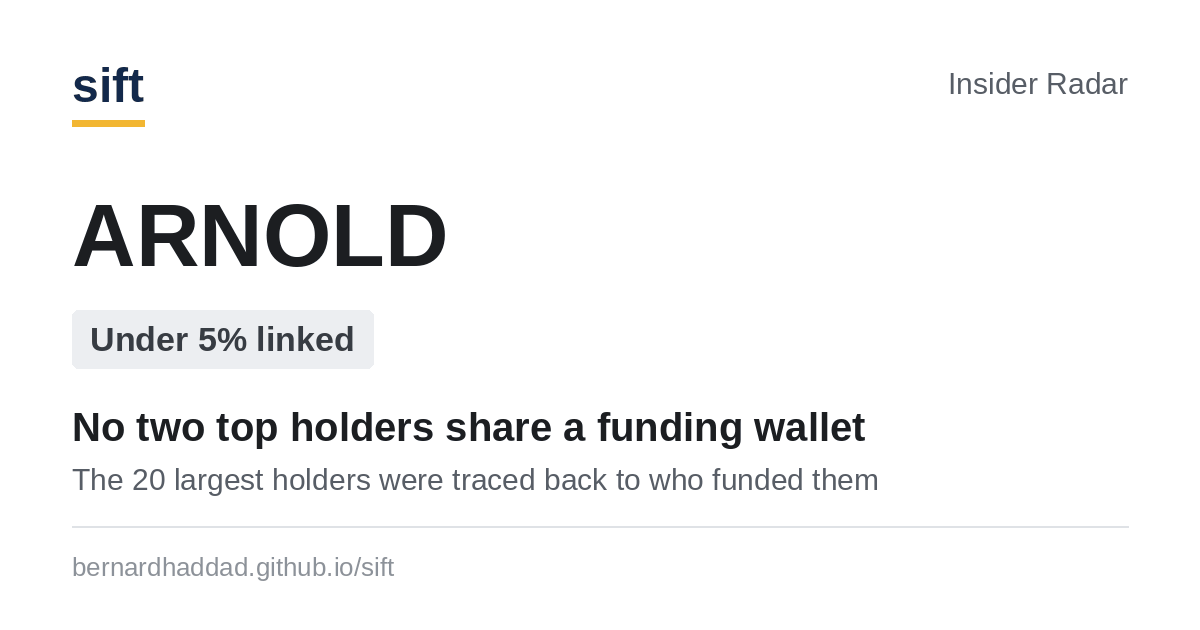 sift
Insider Radar
ARNOLD
Under 5% linked
No two top holders share a funding wallet
The 20 largest holders were traced back to who funded them
bernardhaddad.github.io/sift